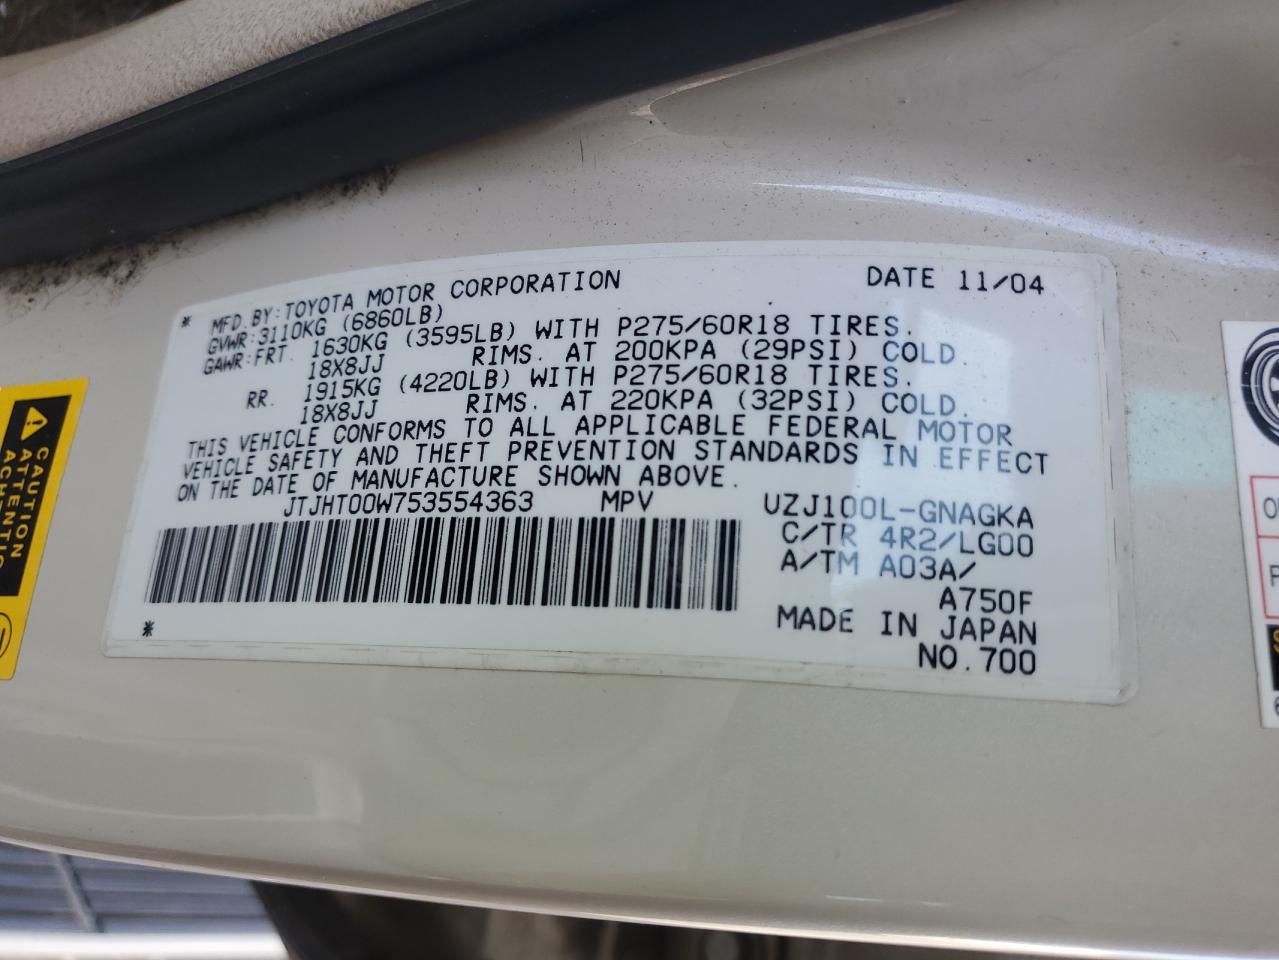 MFD. BY: TOYOTA MOTOR CORPORATION DATE 11/04
GVWR: 3110KG (6860LB)
GAWR: FRT. 1630KG (3595LB) WITH P275/60R18 TIRES.
18X8JJ RIMS. AT 200KPA (29PSI) COLD.
RR. 1915KG (4220LB) WITH P275/60R18 TIRES.
18X8JJ RIMS. AT 220KPA (32PSI) COLD.
THIS VEHICLE CONFORMS TO ALL APPLICABLE FEDERAL MOTOR
VEHICLE SAFETY AND THEFT PREVENTION STANDARDS IN EFFECT
ON THE DATE OF MANUFACTURE SHOWN ABOVE.
JTJHT00W753554363 MPV UZJ100L-GNAGKA
C/TR 4R2/LG00
A/TM A03A/
A750F
MADE IN JAPAN
NO. 700
CAUTION